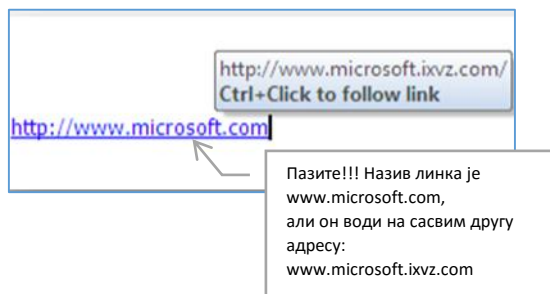 http://www.microsoft.ixvz.com/
Ctrl+Click to follow link
http://www.microsoft.com
Пазите!!! Назив линка је
www.microsoft.com,
али он води на сасвим другу
адресу:
www.microsoft.ixvz.com